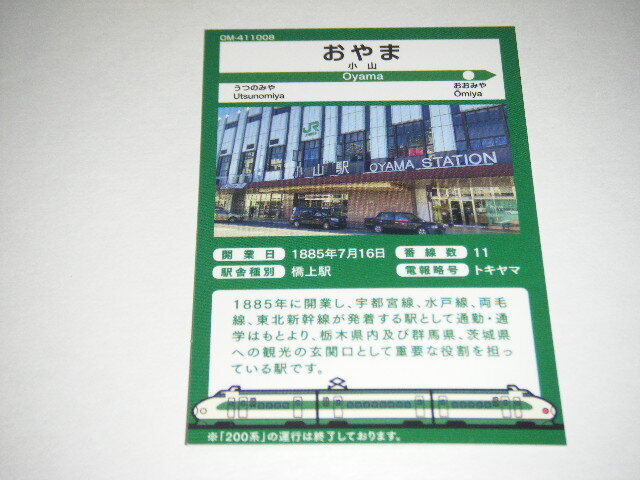 OM-411008
おやま
小山
Oyama
うつのみや
Utsunomiya
おおみや
Ōmiya
JR
小山駅 OYAMA STATION
開業日 1885年7月16日 番線数 11
駅舎種別 橋上駅 電報略号 トキヤマ
1885年に開業し、宇都宮線、水戸線、両毛
線、東北新幹線が発着する駅として通勤・通
学はもとより、栃木県内及び群馬県、茨城県
への観光の玄関口として重要な役割を担っ
ている駅です。
※「200系」の運行は終了しております。